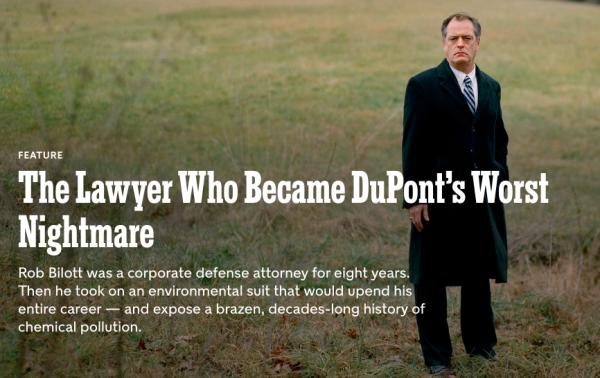 FEATURE
The Lawyer Who Became DuPont's Worst
Nightmare
Rob Bilott was a corporate defense attorney for eight years.
Then he took on an environmental suit that would upend his
entire career — and expose a brazen, decades-long history of
chemical pollution.